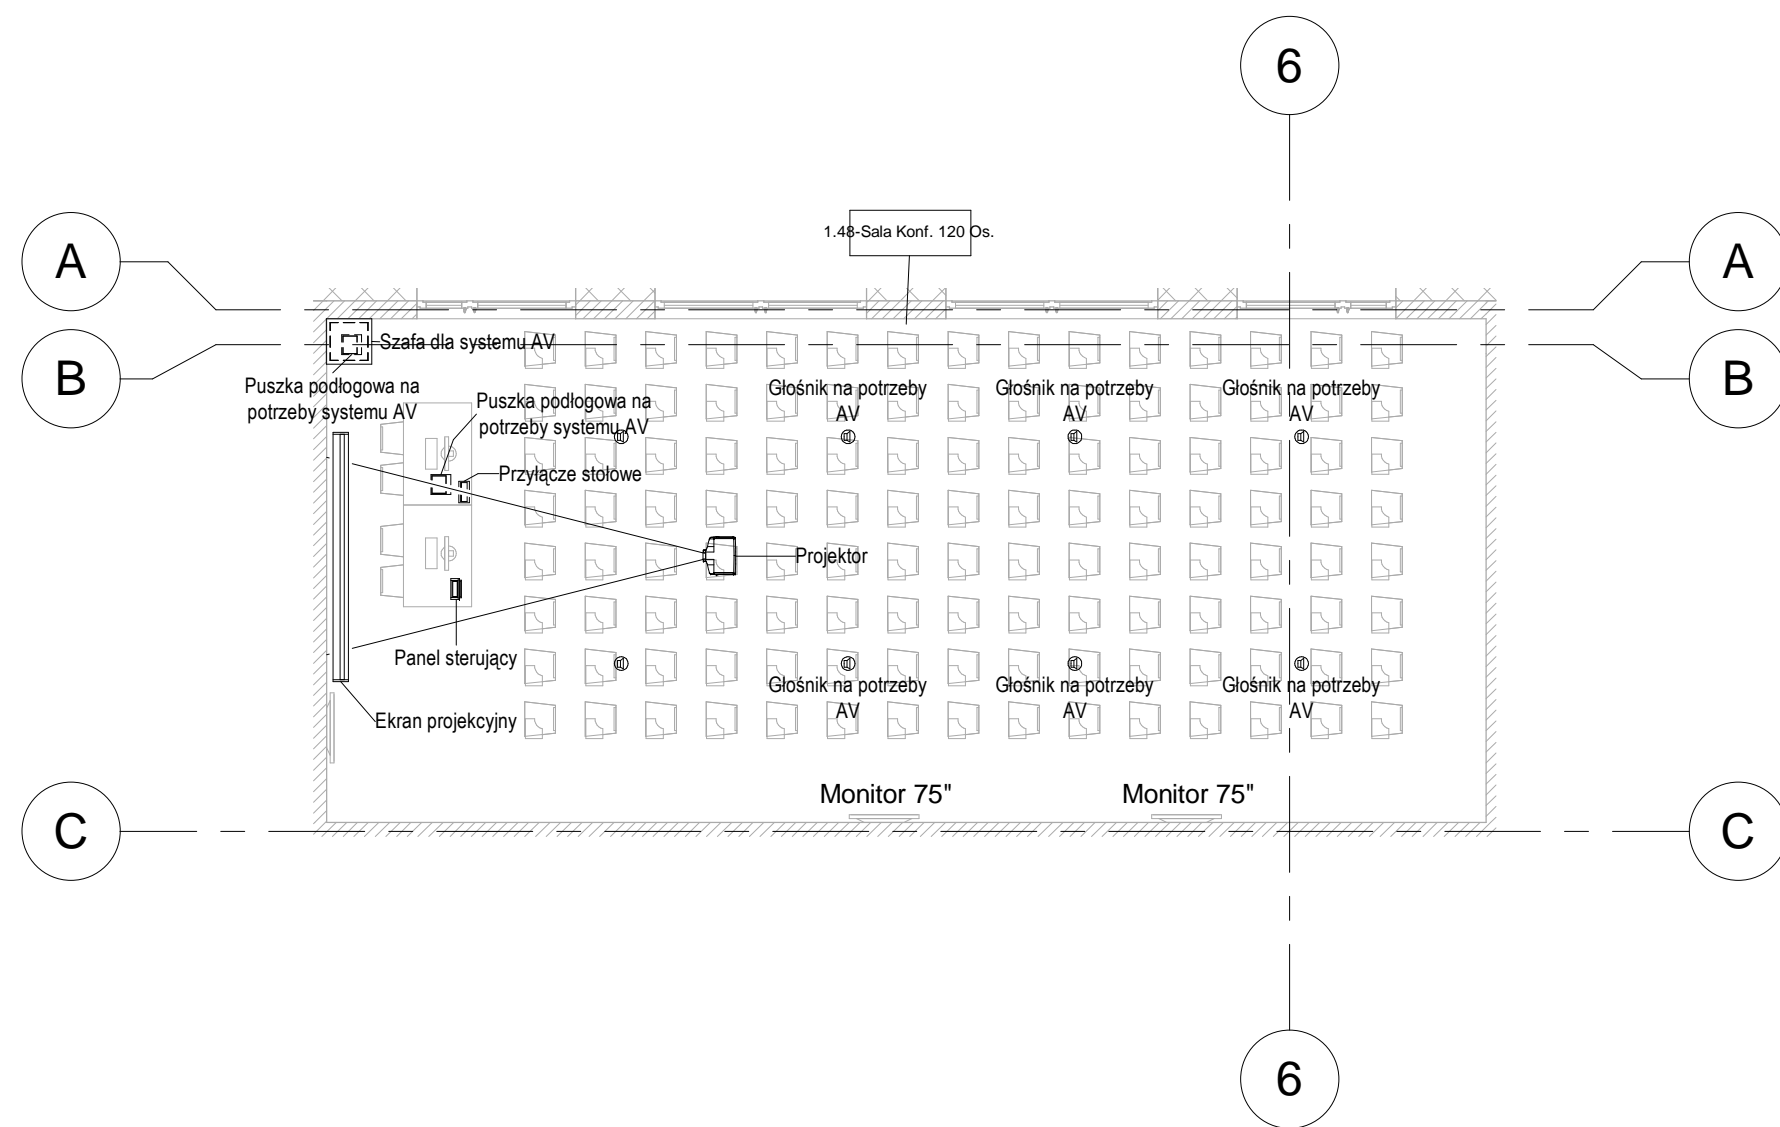 6
1.48-Sala Konf. 120 Os.
A
A
Szafa dla systemu AV
B
B
Puszka podłogowa na
potrzeby systemu AV
Puszka podłogowa na
potrzeby systemu AV
Głośnik na potrzeby
AV
Głośnik na potrzeby
AV
Głośnik na potrzeby
AV
Przyłącze stołowe
Projektor
Panel sterujący
Głośnik na potrzeby
AV
Głośnik na potrzeby
AV
Głośnik na potrzeby
AV
Ekran projekcyjny
Monitor 75"
Monitor 75"
C
C
6